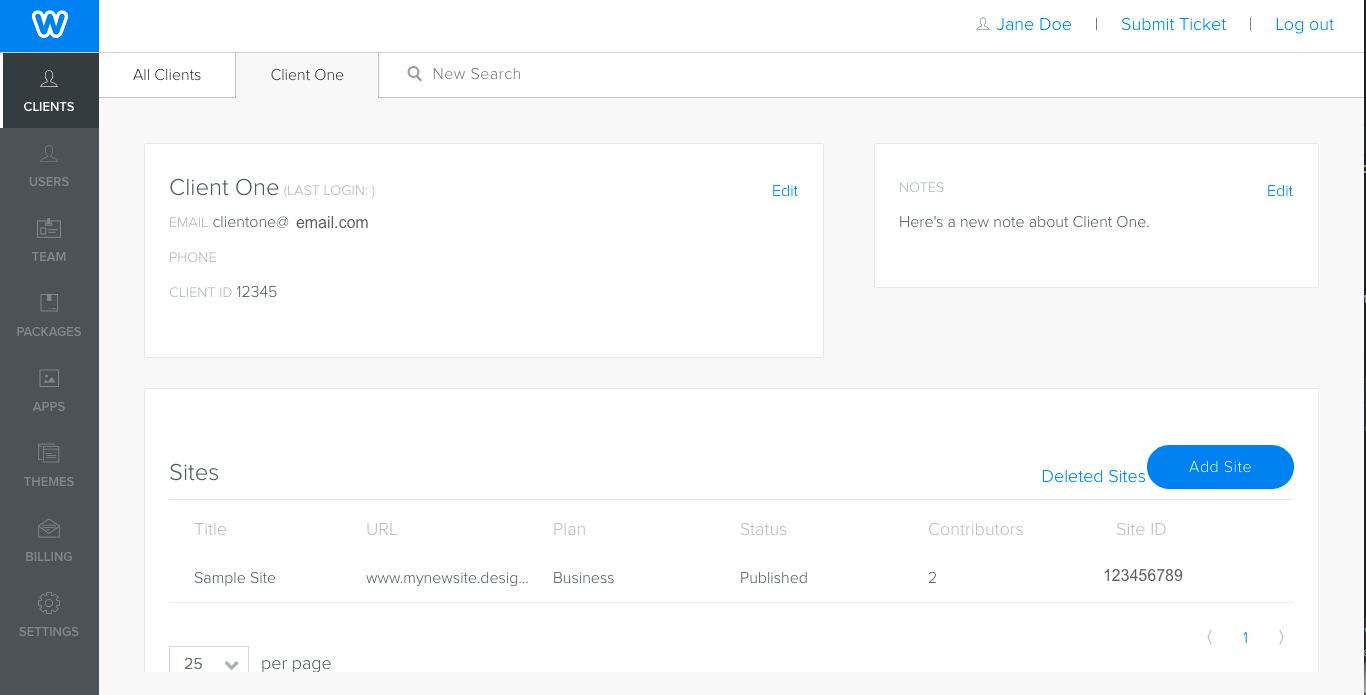 Jane Doe | Submit Ticket | Log out
All Clients Client One New Search
CLIENTS
USERS
TEAM
PACKAGES
APPS
THEMES
BILLING
SETTINGS
Client One (LAST LOGIN: ) Edit
EMAIL clientone@ email.com
PHONE
CLIENT ID 12345
NOTES Edit
Here's a new note about Client One.
Sites Deleted Sites Add Site
Title URL Plan Status Contributors Site ID
Sample Site www.mynewsite.desig... Business Published 2 123456789
1
25 per page